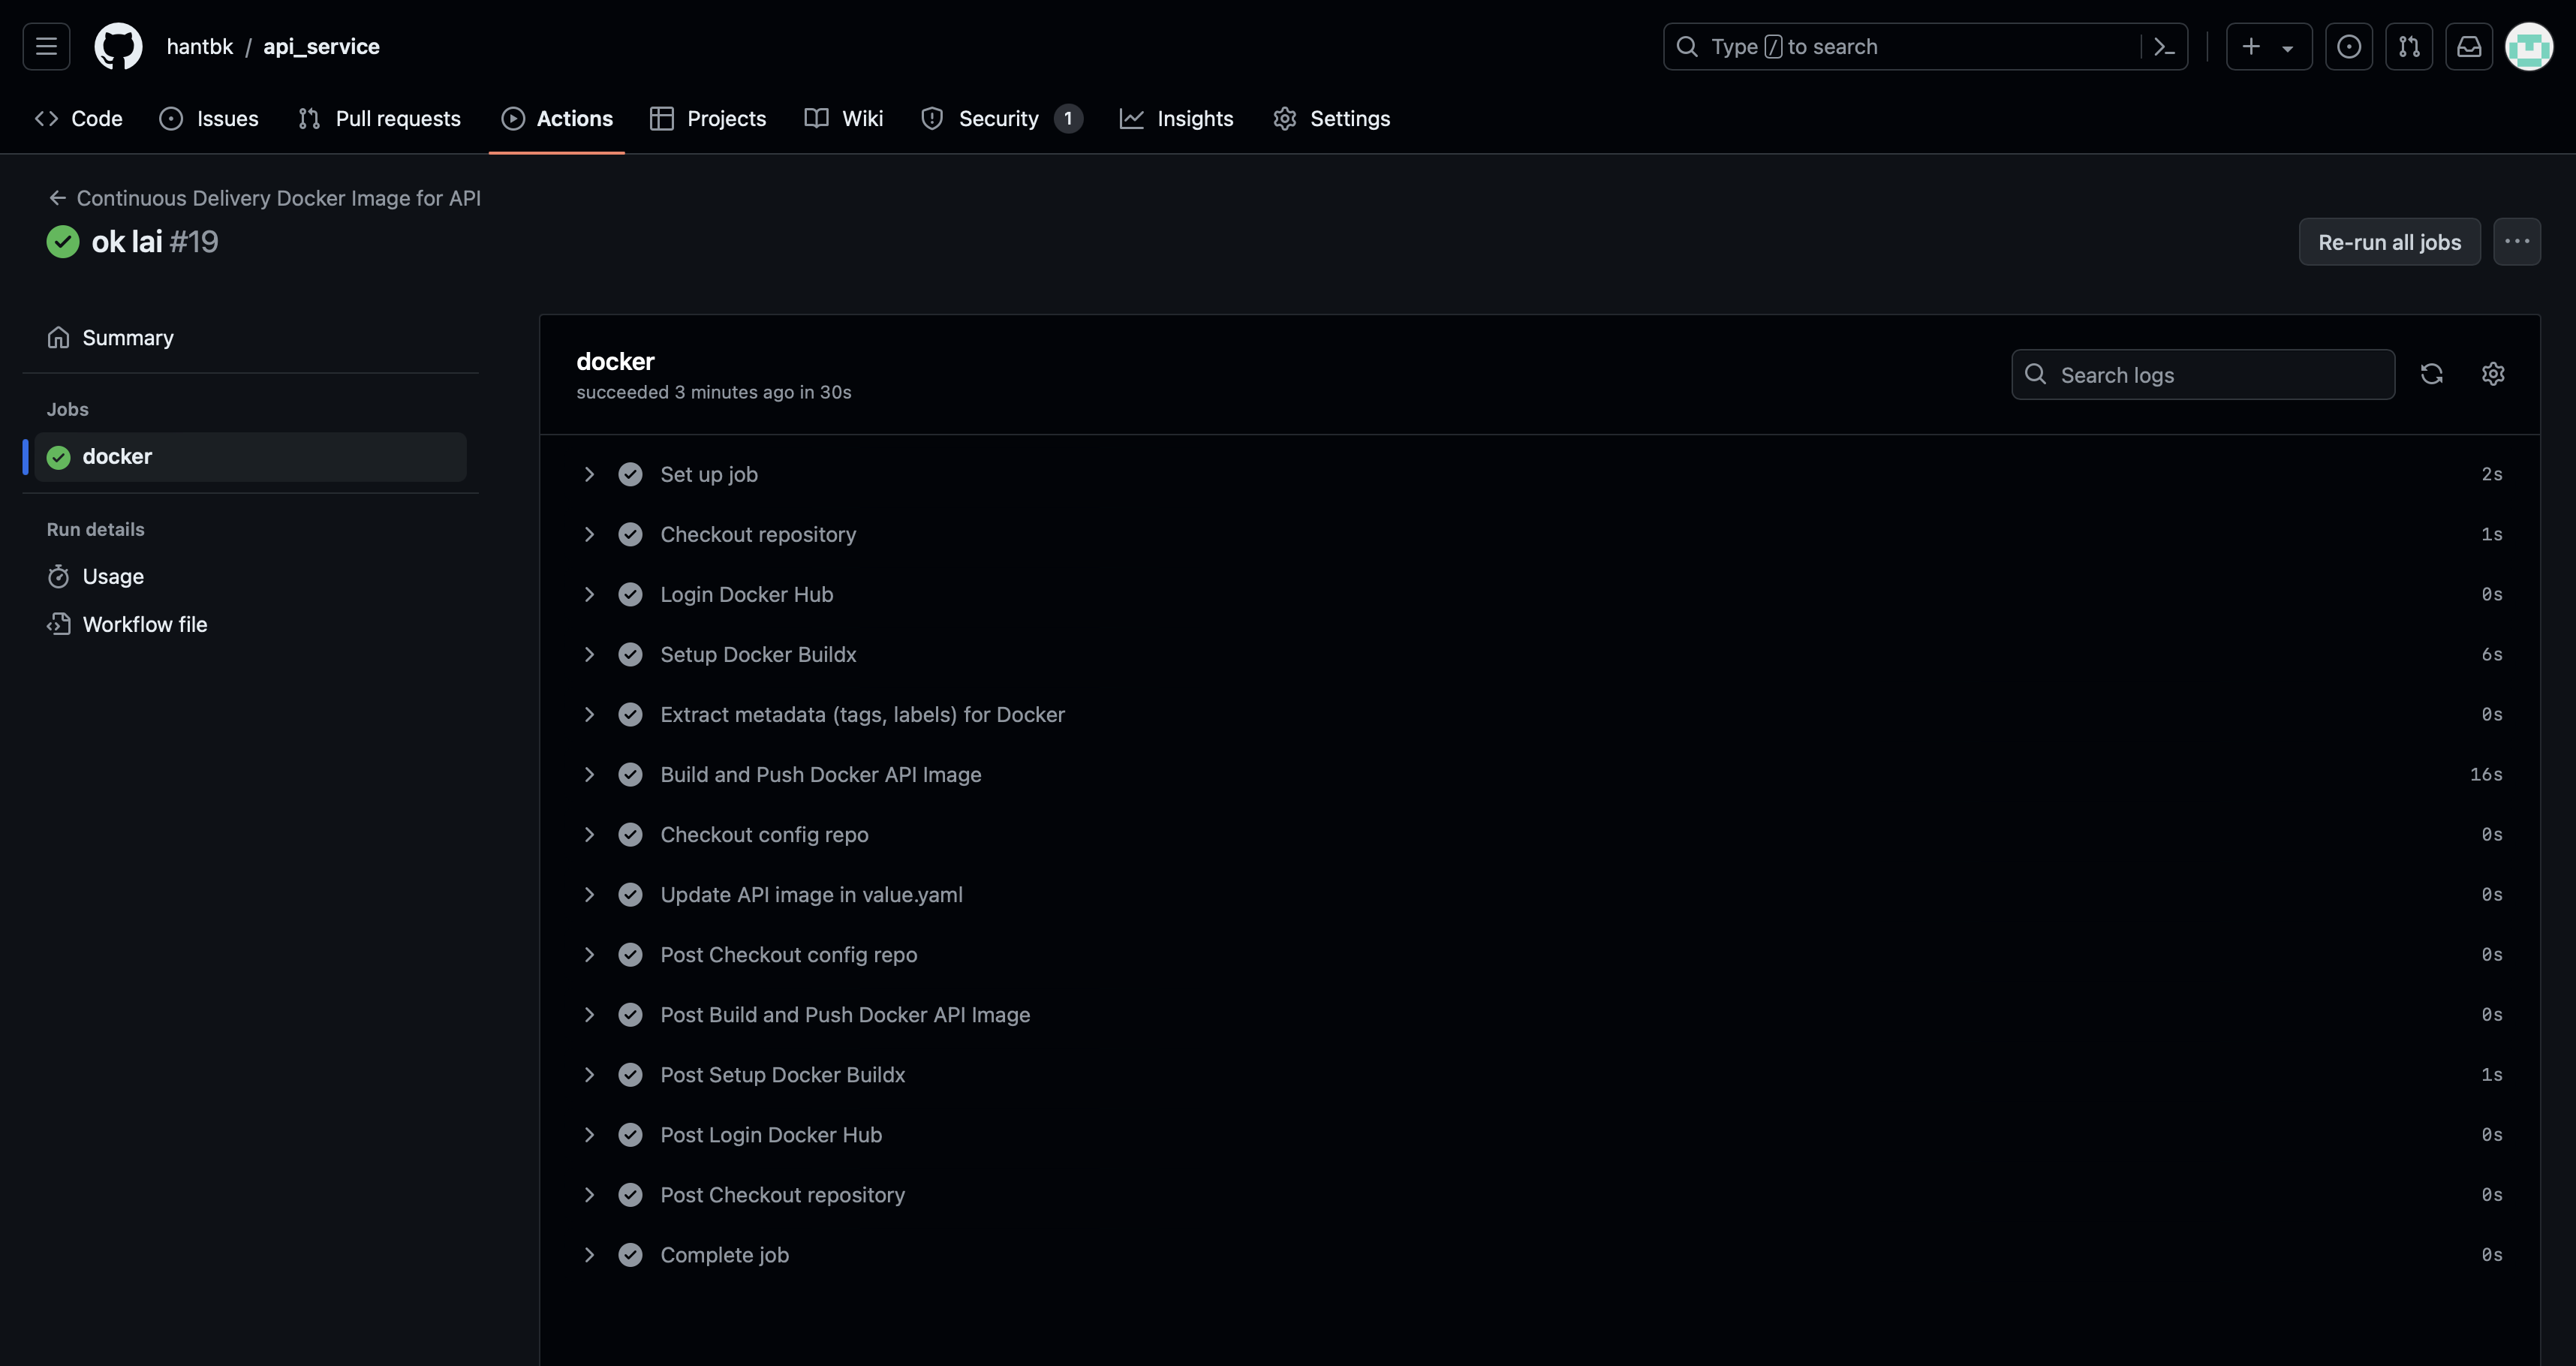 hantbk / api_service
Type / to search
Code Issues Pull requests Actions Projects Wiki Security 1 Insights Settings
Continuous Delivery Docker Image for API
ok lai #19
Re-run all jobs
Summary
Jobs
docker
Run details
Usage
Workflow file
docker
succeeded 3 minutes ago in 30s
Search logs
Set up job 2s
Checkout repository 1s
Login Docker Hub 0s
Setup Docker Buildx 6s
Extract metadata (tags, labels) for Docker 0s
Build and Push Docker API Image 16s
Checkout config repo 0s
Update API image in value.yaml 0s
Post Checkout config repo 0s
Post Build and Push Docker API Image 0s
Post Setup Docker Buildx 1s
Post Login Docker Hub 0s
Post Checkout repository 0s
Complete job 0s